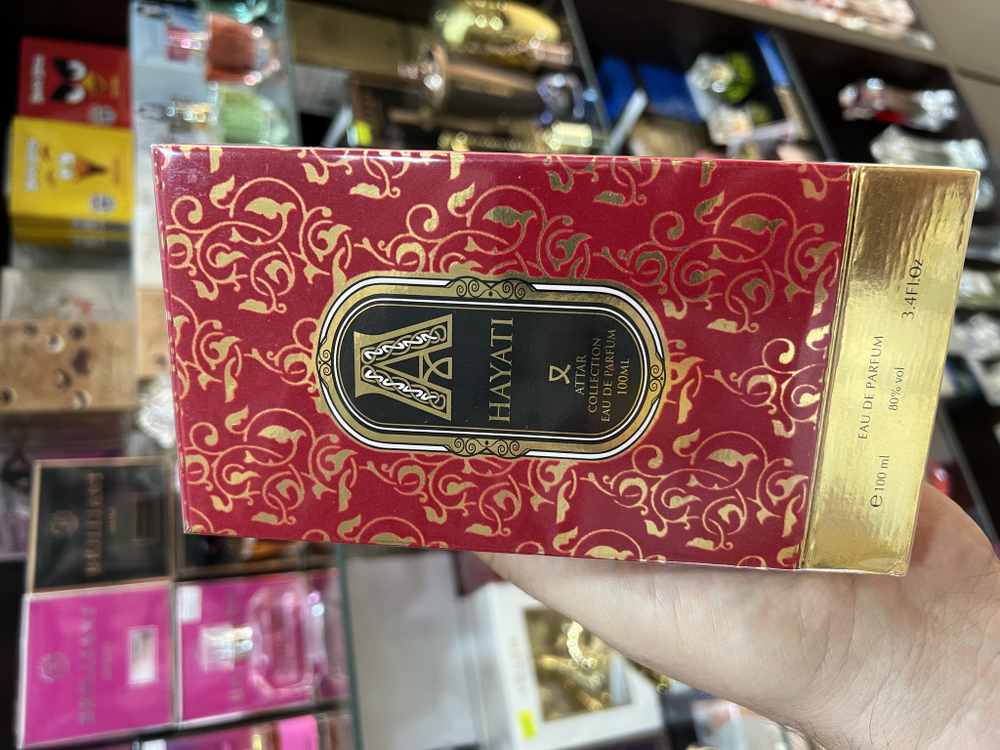 A
HAYATI
ATTAR
COLLECTION
EAU DE PARFUM
100ML
℮ 100 ml
EAU DE PARFUM
80% vol
3.4Fl.Oz